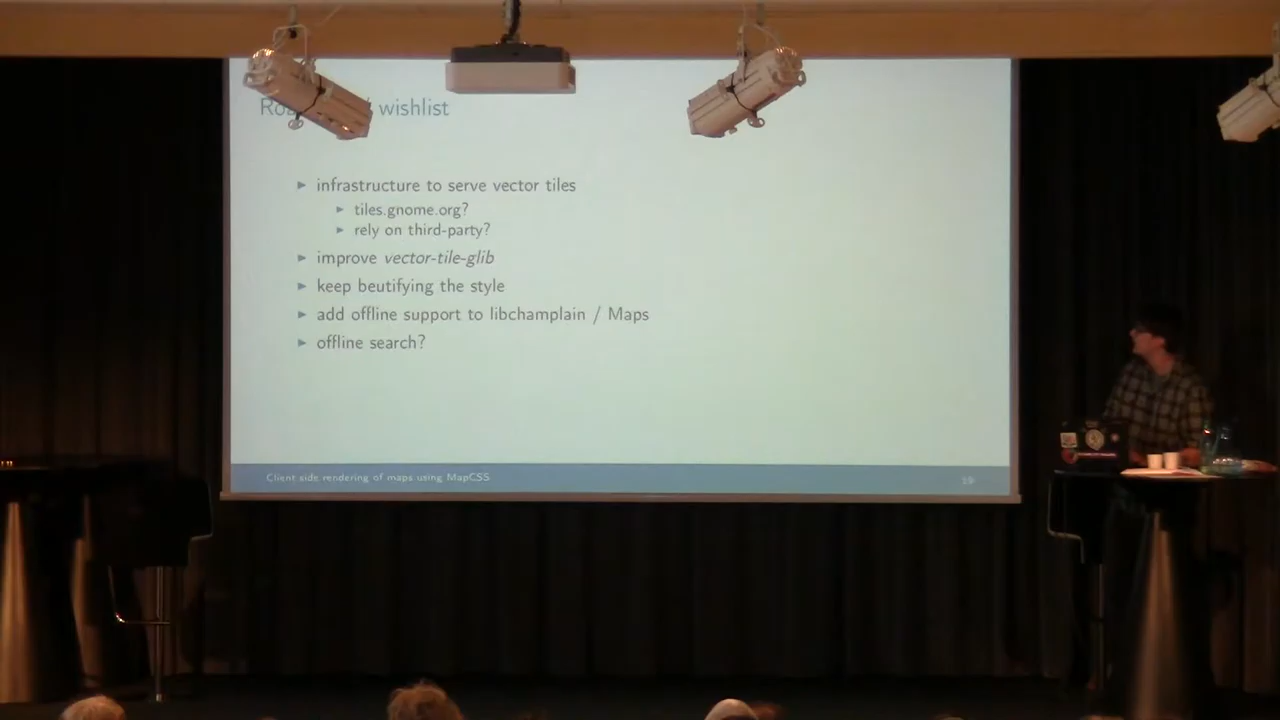 wishlist
▶ infrastructure to serve vector tiles
▶ tiles.gnome.org?
▶ rely on third-party?
▶ improve vector-tile-glib
▶ keep beutifying the style
▶ add offline support to libchamplain / Maps
▶ offline search?
Client side rendering of maps using MapCSS